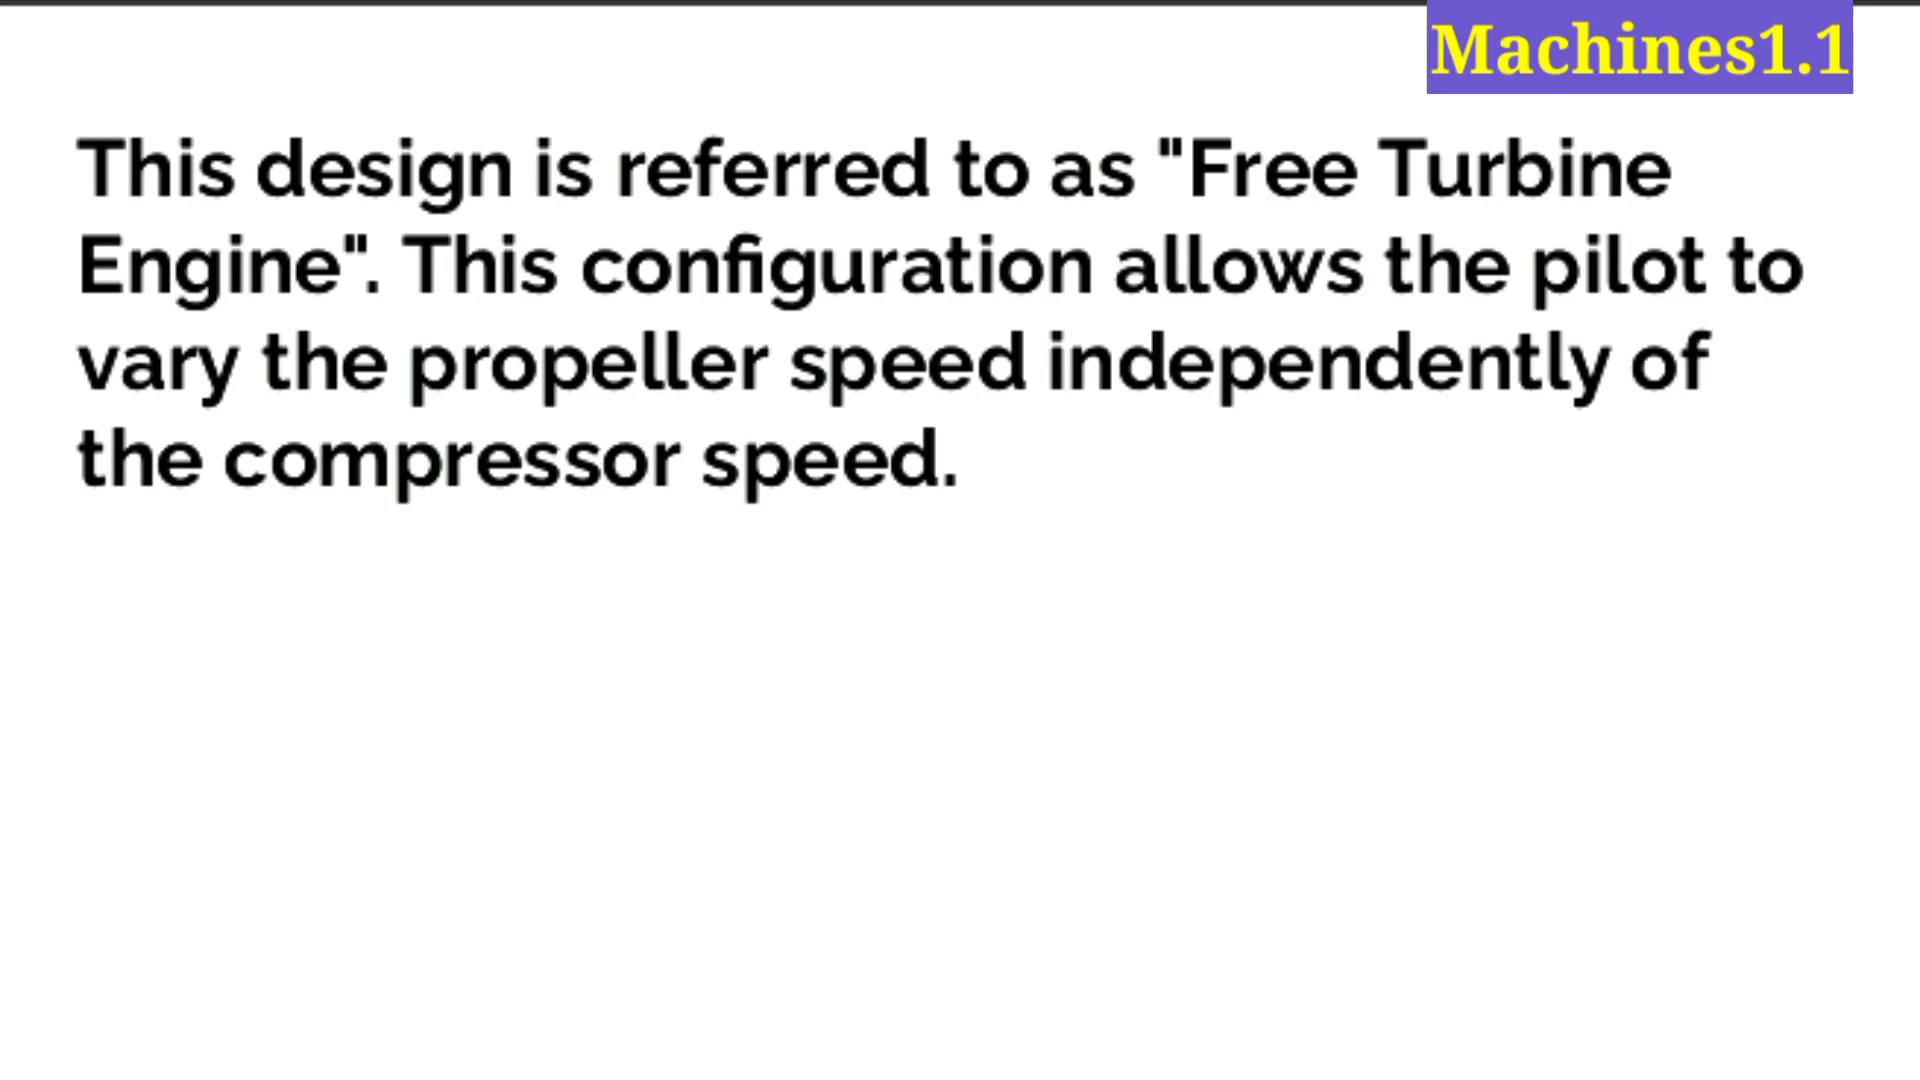 Machines1.1
This design is referred to as "Free Turbine
Engine". This configuration allows the pilot to
vary the propeller speed independently of
the compressor speed.